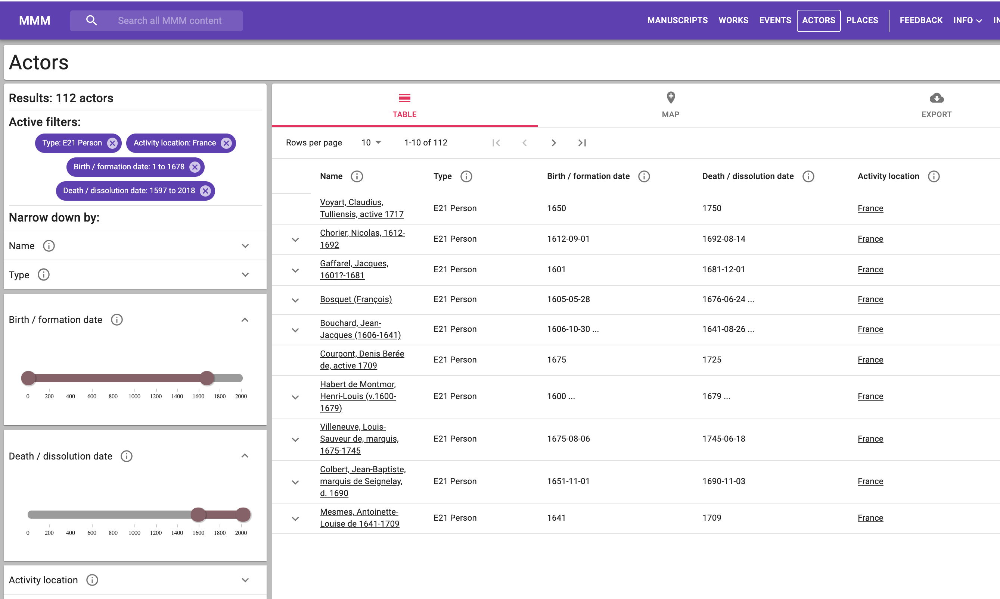 MMM
Search all MMM content
MANUSCRIPTS WORKS EVENTS ACTORS PLACES FEEDBACK INFO
Actors
Results: 112 actors
Active filters:
Type: E21 Person
Activity location: France
Birth / formation date: 1 to 1678
Death / dissolution date: 1597 to 2018
Narrow down by:
Name
Type
Birth / formation date
0 200 400 600 800 1000 1200 1400 1600 1800 2000
Death / dissolution date
0 200 400 600 800 1000 1200 1400 1600 1800 2000
Activity location
TABLE
MAP
EXPORT
Rows per page 10 1-10 of 112
Name Type Birth / formation date Death / dissolution date Activity location
Voyart, Claudius,
Tulliensis, active 1717
E21 Person 1650 1750 France
Chorier, Nicolas, 1612-
1692
E21 Person 1612-09-01 1692-08-14 France
Gaffarel, Jacques,
1601?-1681
E21 Person 1601 1681-12-01 France
Bosquet (François)
E21 Person 1605-05-28 1676-06-24 ... France
Bouchard, Jean-
Jacques (1606-1641)
E21 Person 1606-10-30 ... 1641-08-26 ... France
Courpont, Denis Berée
de, active 1709
E21 Person 1675 1725 France
Habert de Montmor,
Henri-Louis (v.1600-
1679)
E21 Person 1600 ... 1679 ... France
Villeneuve, Louis-
Sauveur de, marquis,
1675-1745
E21 Person 1675-08-06 1745-06-18 France
Colbert, Jean-Baptiste,
marquis de Seignelay,
d. 1690
E21 Person 1651-11-01 1690-11-03 France
Mesmes, Antoinette-
Louise de 1641-1709
E21 Person 1641 1709 France